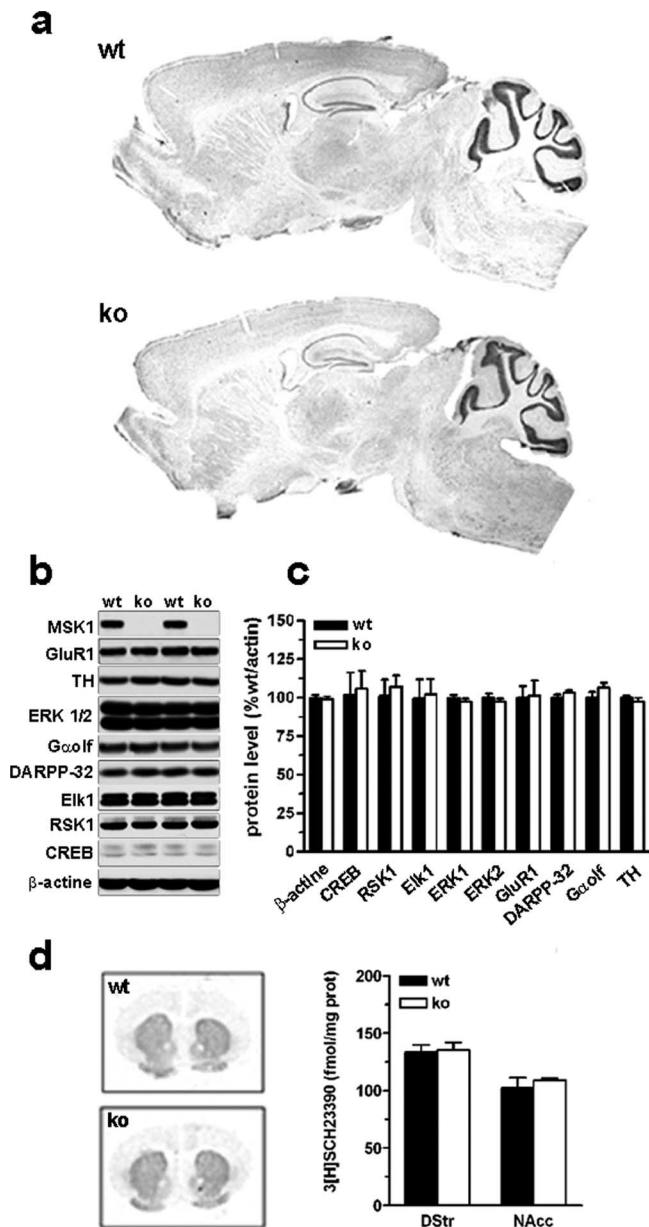 a
wt
ko
b
wt ko wt ko
MSK1
GluR1
TH
ERK 1/2
Gαolf
DARPP-32
Elk1
RSK1
CREB
β-actine
c
protein level (%wt/actin)
150
125
100
75
50
25
0
wt
ko
β-actine
CREB
RSK1
Elk1
ERK1
ERK2
GluR1
DARPP-32
Gαolf
TH
d
wt
ko
3[H]SCH23390 (fmol/mg prot)
200
150
100
50
0
wt
ko
DStr
NAcc